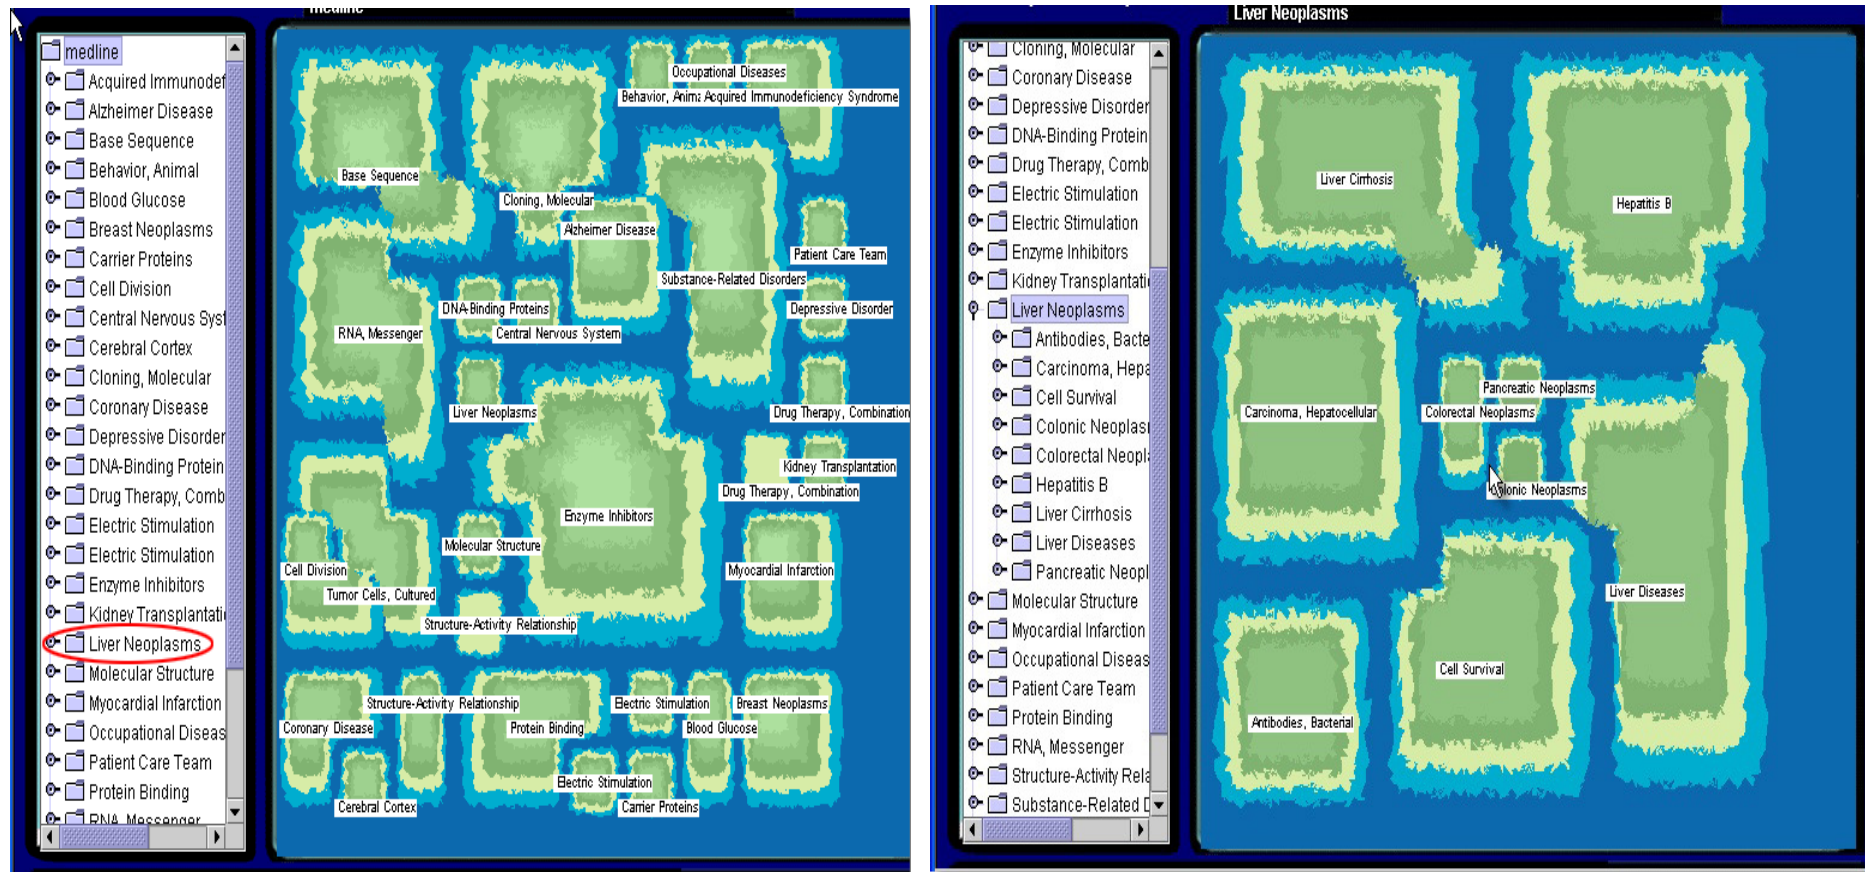 medline
medline
Acquired Immunodef
Alzheimer Disease
Base Sequence
Behavior, Animal
Blood Glucose
Breast Neoplasms
Carrier Proteins
Cell Division
Central Nervous Syst
Cerebral Cortex
Cloning, Molecular
Coronary Disease
Depressive Disorder
DNA-Binding Protein
Drug Therapy, Comb
Electric Stimulation
Electric Stimulation
Enzyme Inhibitors
Kidney Transplantati
Liver Neoplasms
Molecular Structure
Myocardial Infarction
Occupational Diseas
Patient Care Team
Protein Binding
RNA, Messenger
Occupational Diseases
Behavior, Anima
Acquired Immunodeficiency Syndrome
Base Sequence
Cloning, Molecular
Alzheimer Disease
Patient Care Team
Substance-Related Disorders
DNA-Binding Proteins
Depressive Disorder
RNA, Messenger
Central Nervous System
Liver Neoplasms
Drug Therapy, Combination
Kidney Transplantation
Drug Therapy, Combination
Enzyme Inhibitors
Molecular Structure
Cell Division
Myocardial Infarction
Tumor Cells, Cultured
Structure-Activity Relationship
Structure-Activity Relationship
Electric Stimulation
Breast Neoplasms
Coronary Disease
Protein Binding
Blood Glucose
Electric Stimulation
Cerebral Cortex
Carrier Proteins
Liver Neoplasms
Cloning, Molecular
Coronary Disease
Depressive Disorder
DNA-Binding Protein
Drug Therapy, Comb
Electric Stimulation
Electric Stimulation
Enzyme Inhibitors
Kidney Transplantati
Liver Neoplasms
Antibodies, Bacte
Carcinoma, Hepa
Cell Survival
Colonic Neoplas
Colorectal Neopla
Hepatitis B
Liver Cirrhosis
Liver Diseases
Pancreatic Neopl
Molecular Structure
Myocardial Infarction
Occupational Diseas
Patient Care Team
Protein Binding
RNA, Messenger
Structure-Activity Rela
Substance-Related D
Liver Cirrhosis
Hepatitis B
Pancreatic Neoplasms
Carcinoma, Hepatocellular
Colorectal Neoplasms
Colonic Neoplasms
Liver Diseases
Cell Survival
Antibodies, Bacterial